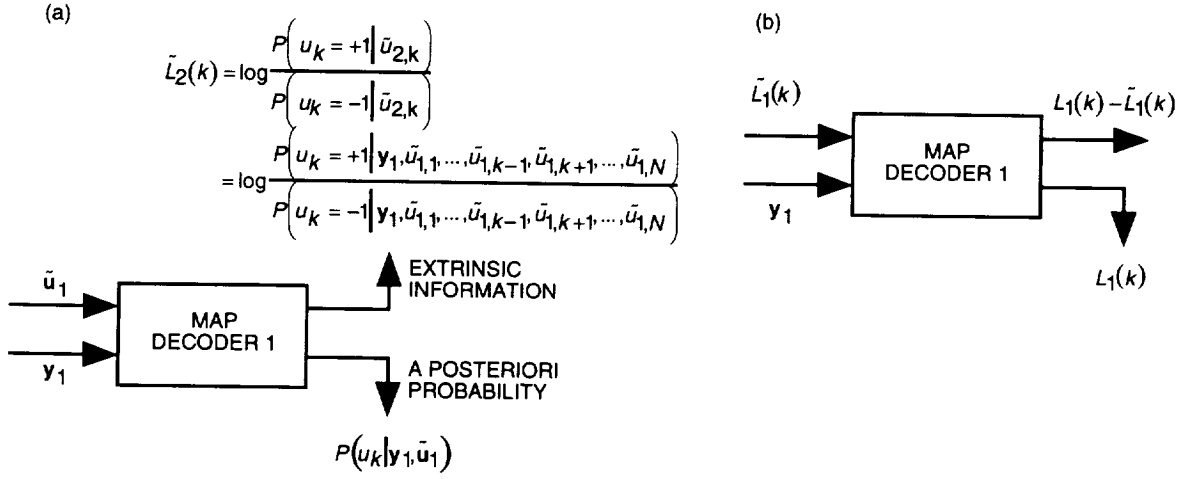 (a)
L̃₂(k) = log P(uₖ = +1 | ũ₂,ₖ) / P(uₖ = −1 | ũ₂,ₖ)
= log P(uₖ = +1 | y₁, ũ₁,₁, ..., ũ₁,ₖ₋₁, ũ₁,ₖ₊₁, ..., ũ₁,N) / P(uₖ = −1 | y₁, ũ₁,₁, ..., ũ₁,ₖ₋₁, ũ₁,ₖ₊₁, ..., ũ₁,N)
EXTRINSIC
INFORMATION
ũ₁
y₁
MAP
DECODER 1
A POSTERIORI
PROBABILITY
P(uₖ|y₁,ũ₁)
(b)
L̃₁(k)
y₁
MAP
DECODER 1
L₁(k) − L̃₁(k)
L₁(k)